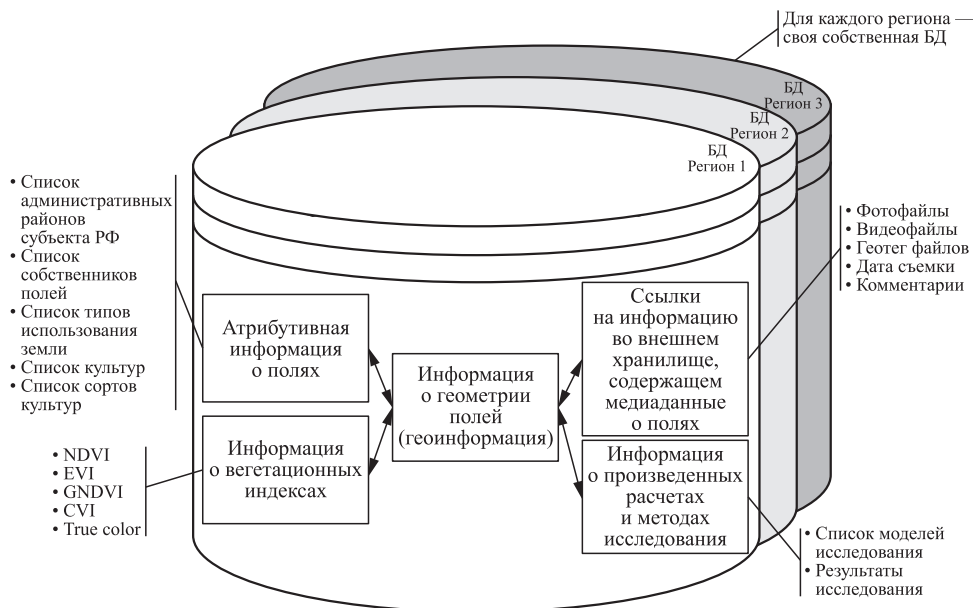 Для каждого региона —
своя собственная БД
БД
Регион 3
БД
Регион 2
БД
Регион 1
• Список
административных
районов
субъекта РФ
• Список
собственников
полей
• Список типов
использования
земли
• Список культур
• Список сортов
культур
• NDVI
• EVI
• GNDVI
• CVI
• True color
Атрибутивная
информация
о полях
Информация
о вегетационных
индексах
Информация
о геометрии
полей
(геоинформация)
Ссылки
на информацию
во внешнем
хранилище,
содержащем
медиаданные
о полях
Информация
о произведенных
расчетах
и методах
исследования
• Фотофайлы
• Видеофайлы
• Геотег файлов
• Дата съемки
• Комментарии
• Список моделей
исследования
• Результаты
исследования